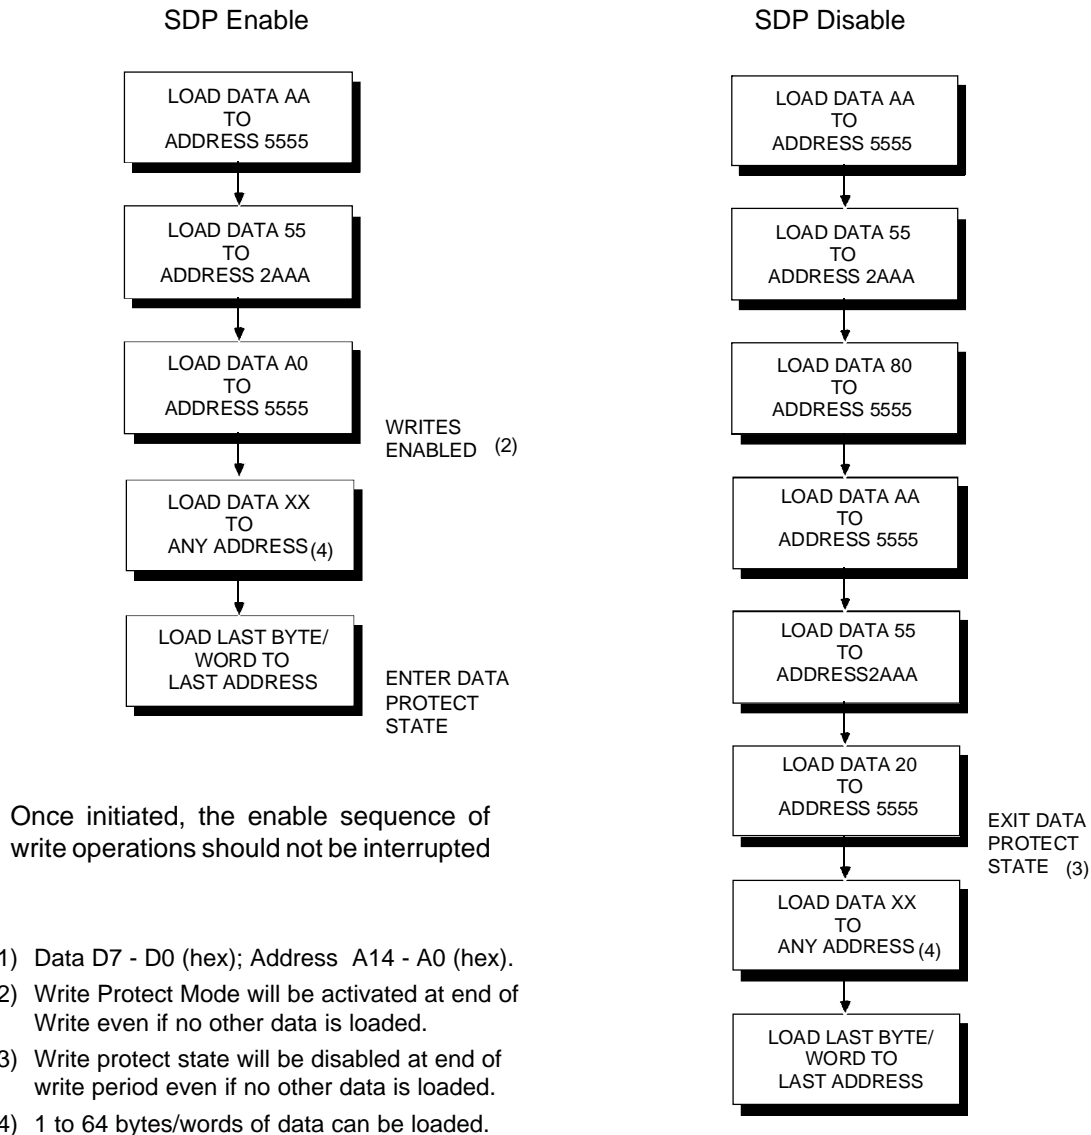 SDP Enable
LOAD DATA AA
TO
ADDRESS 5555
LOAD DATA 55
TO
ADDRESS 2AAA
LOAD DATA A0
TO
ADDRESS 5555
WRITES
ENABLED (2)
LOAD DATA XX
TO
ANY ADDRESS(4)
LOAD LAST BYTE/
WORD TO
LAST ADDRESS
ENTER DATA
PROTECT
STATE
Once initiated, the enable sequence of
write operations should not be interrupted
1) Data D7 - D0 (hex); Address A14 - A0 (hex).
2) Write Protect Mode will be activated at end of
Write even if no other data is loaded.
3) Write protect state will be disabled at end of
write period even if no other data is loaded.
4) 1 to 64 bytes/words of data can be loaded.
SDP Disable
LOAD DATA AA
TO
ADDRESS 5555
LOAD DATA 55
TO
ADDRESS 2AAA
LOAD DATA 80
TO
ADDRESS 5555
LOAD DATA AA
TO
ADDRESS 5555
LOAD DATA 55
TO
ADDRESS2AAA
LOAD DATA 20
TO
ADDRESS 5555
EXIT DATA
PROTECT
STATE (3)
LOAD DATA XX
TO
ANY ADDRESS(4)
LOAD LAST BYTE/
WORD TO
LAST ADDRESS